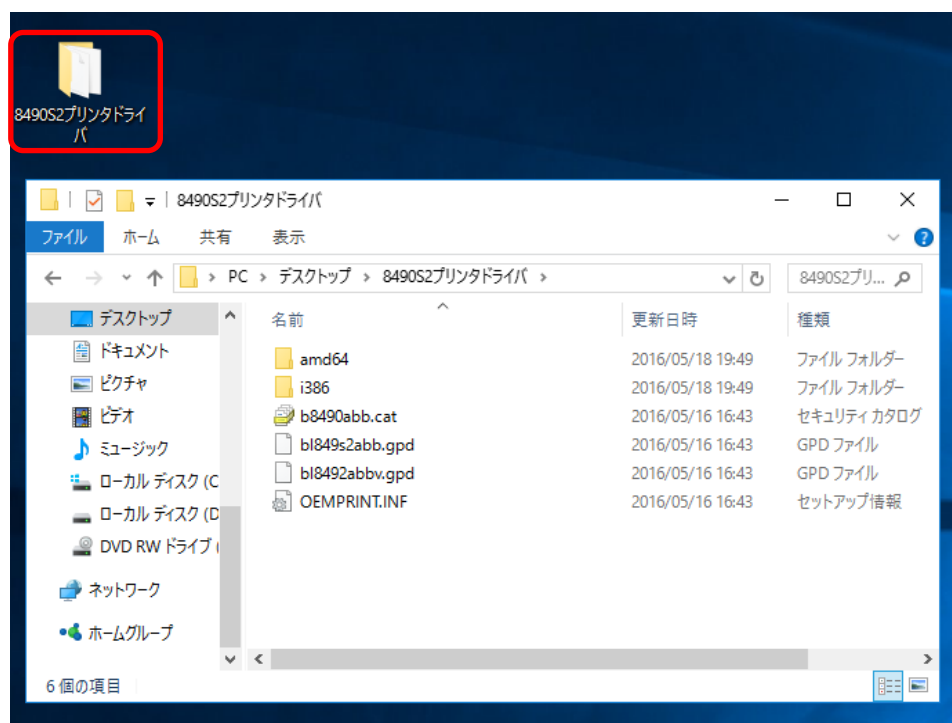 8490S2プリンタドライ
バ
8490S2プリンタドライバ
ファイル ホーム 共有 表示
PC デスクトップ 8490S2プリンタドライバ 8490S2プリ...
デスクトップ
ドキュメント
ピクチャ
ビデオ
ミュージック
ローカル ディスク (C
ローカル ディスク (D
DVD RW ドライブ (
ネットワーク
ホームグループ
名前 更新日時 種類
amd64 2016/05/18 19:49 ファイル フォルダー
i386 2016/05/18 19:49 ファイル フォルダー
b8490abb.cat 2016/05/16 16:43 セキュリティ カタログ
bl849s2abb.gpd 2016/05/16 16:43 GPD ファイル
bl8492abbv.gpd 2016/05/16 16:43 GPD ファイル
OEMPRINT.INF 2016/05/16 16:43 セットアップ情報
6 個の項目